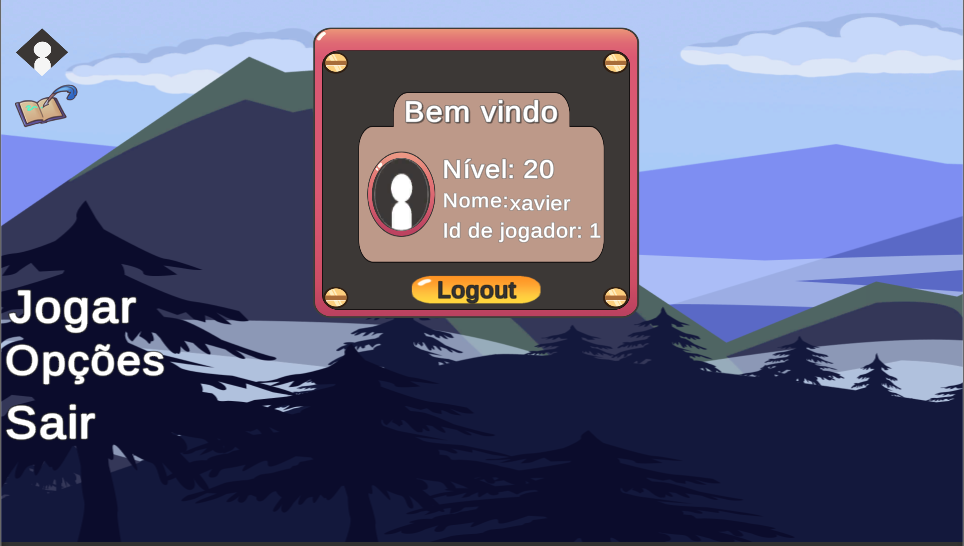 Bem vindo
Nível: 20
Nome:xavier
Id de jogador: 1
Logout
Jogar
Opções
Sair